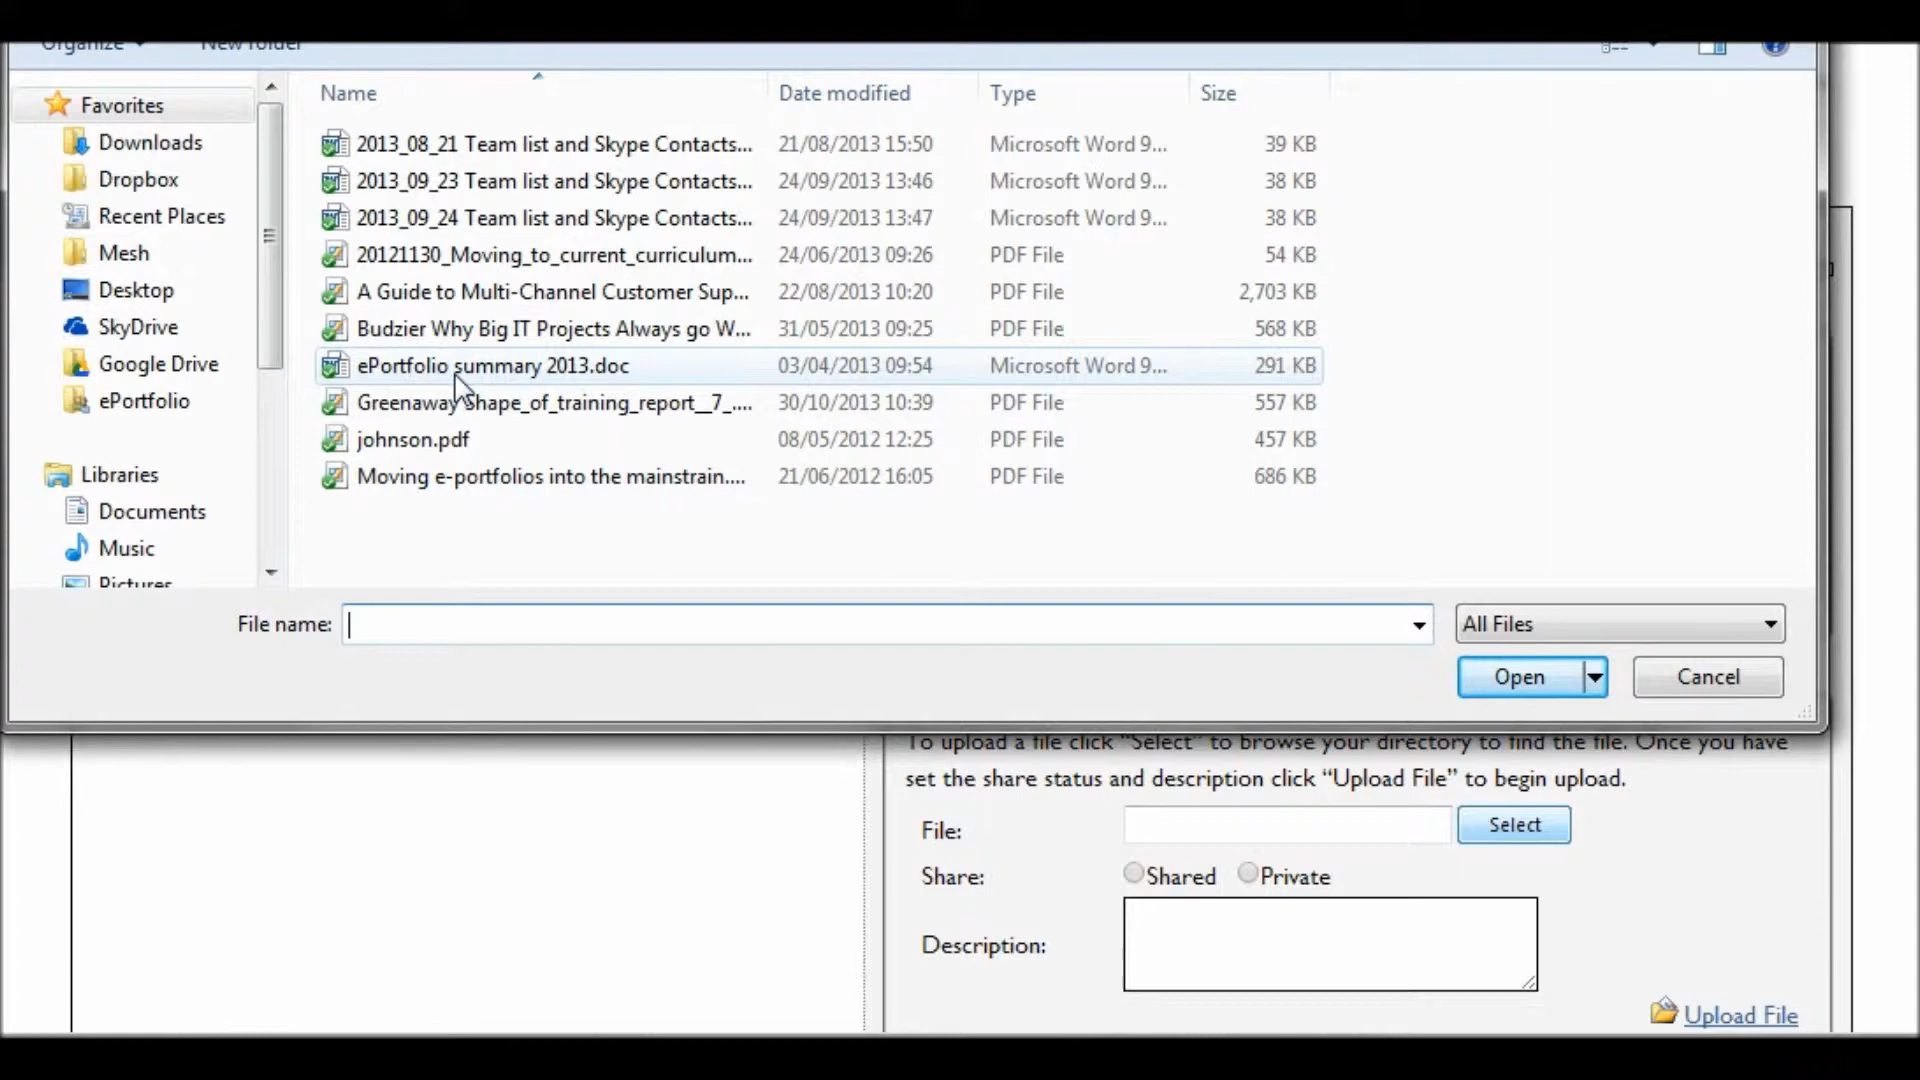 Organize New folder
Name Date modified Type Size
Favorites
Downloads
Dropbox
Recent Places
Mesh
Desktop
SkyDrive
Google Drive
ePortfolio
Libraries
Documents
Music
Pictures
2013_08_21 Team list and Skype Contacts... 21/08/2013 15:50 Microsoft Word 9... 39 KB
2013_09_23 Team list and Skype Contacts... 24/09/2013 13:46 Microsoft Word 9... 38 KB
2013_09_24 Team list and Skype Contacts... 24/09/2013 13:47 Microsoft Word 9... 38 KB
20121130_Moving_to_current_curriculum... 24/06/2013 09:26 PDF File 54 KB
A Guide to Multi-Channel Customer Sup... 22/08/2013 10:20 PDF File 2,703 KB
Budzier Why Big IT Projects Always go W... 31/05/2013 09:25 PDF File 568 KB
ePortfolio summary 2013.doc 03/04/2013 09:54 Microsoft Word 9... 291 KB
Greenaway Shape_of_training_report__7_.... 30/10/2013 10:39 PDF File 557 KB
johnson.pdf 08/05/2012 12:25 PDF File 457 KB
Moving e-portfolios into the mainstrain.... 21/06/2012 16:05 PDF File 686 KB
File name: All Files
Open Cancel
To upload a file click “Select” to browse your directory to find the file. Once you have
set the share status and description click “Upload File” to begin upload.
File: Select
Share: Shared Private
Description:
Upload File